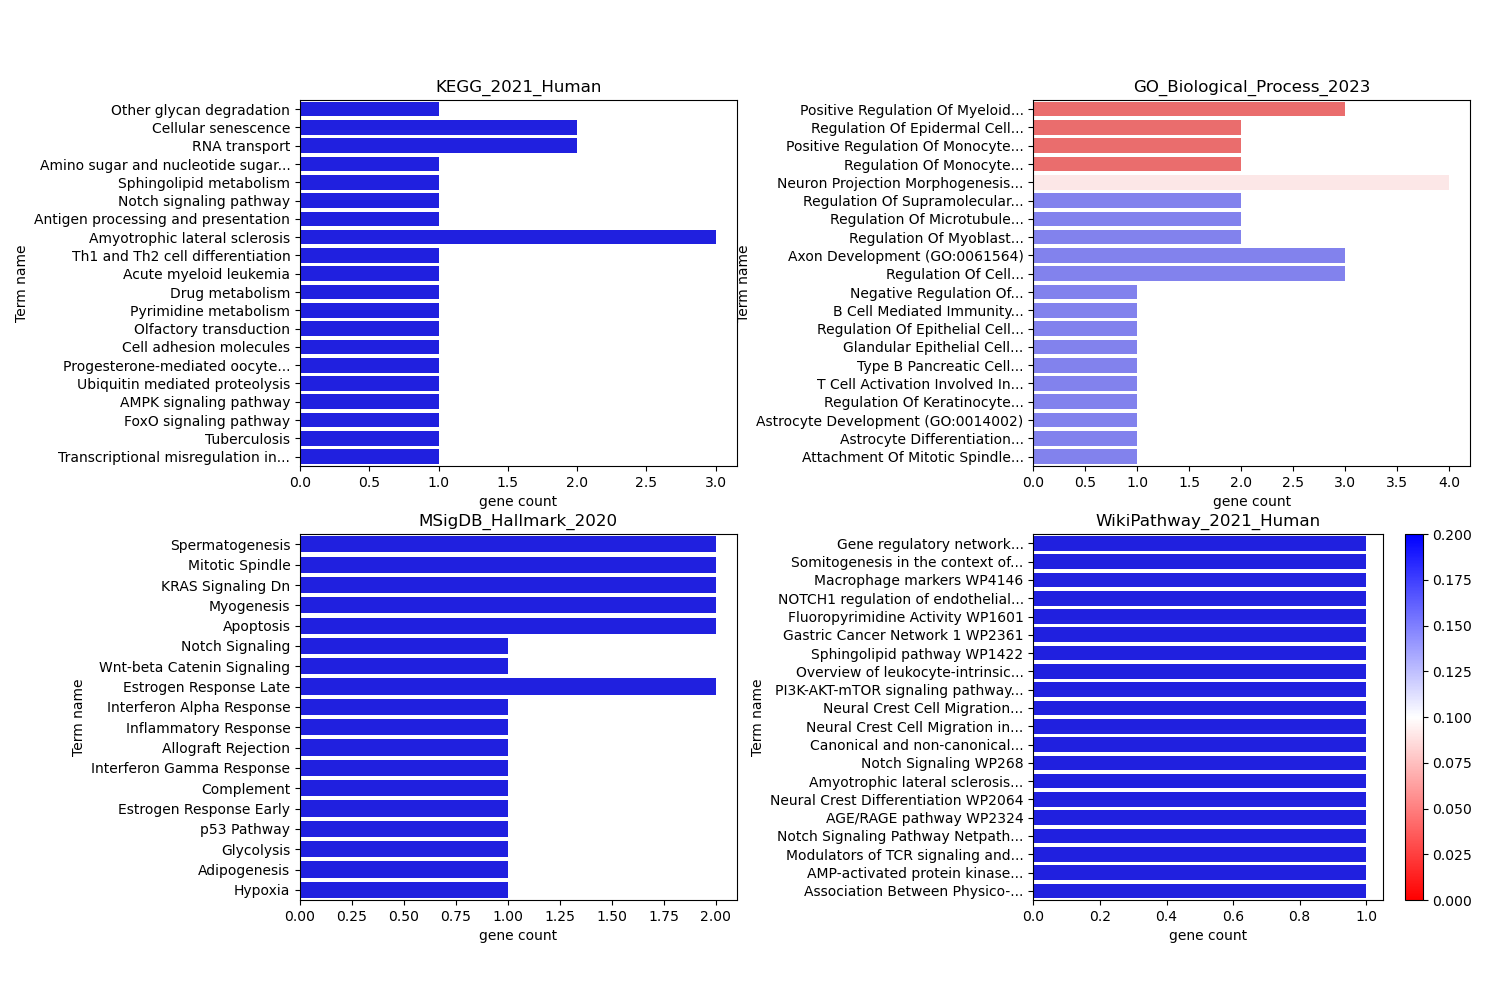 KEGG_2021_Human
Term name
Other glycan degradation
Cellular senescence
RNA transport
Amino sugar and nucleotide sugar...
Sphingolipid metabolism
Notch signaling pathway
Antigen processing and presentation
Amyotrophic lateral sclerosis
Th1 and Th2 cell differentiation
Acute myeloid leukemia
Drug metabolism
Pyrimidine metabolism
Olfactory transduction
Cell adhesion molecules
Progesterone-mediated oocyte...
Ubiquitin mediated proteolysis
AMPK signaling pathway
FoxO signaling pathway
Tuberculosis
Transcriptional misregulation in...
0.0 0.5 1.0 1.5 2.0 2.5 3.0
gene count
GO_Biological_Process_2023
Term name
Positive Regulation Of Myeloid...
Regulation Of Epidermal Cell...
Positive Regulation Of Monocyte...
Regulation Of Monocyte...
Neuron Projection Morphogenesis...
Regulation Of Supramolecular...
Regulation Of Microtubule...
Regulation Of Myoblast...
Axon Development (GO:0061564)
Regulation Of Cell...
Negative Regulation Of...
B Cell Mediated Immunity...
Regulation Of Epithelial Cell...
Glandular Epithelial Cell...
Type B Pancreatic Cell...
T Cell Activation Involved In...
Regulation Of Keratinocyte...
Astrocyte Development (GO:0014002)
Astrocyte Differentiation...
Attachment Of Mitotic Spindle...
0.0 0.5 1.0 1.5 2.0 2.5 3.0 3.5 4.0
gene count
MSigDB_Hallmark_2020
Term name
Spermatogenesis
Mitotic Spindle
KRAS Signaling Dn
Myogenesis
Apoptosis
Notch Signaling
Wnt-beta Catenin Signaling
Estrogen Response Late
Interferon Alpha Response
Inflammatory Response
Allograft Rejection
Interferon Gamma Response
Complement
Estrogen Response Early
p53 Pathway
Glycolysis
Adipogenesis
Hypoxia
0.00 0.25 0.50 0.75 1.00 1.25 1.50 1.75 2.00
gene count
WikiPathway_2021_Human
Term name
Gene regulatory network...
Somitogenesis in the context of...
Macrophage markers WP4146
NOTCH1 regulation of endothelial...
Fluoropyrimidine Activity WP1601
Gastric Cancer Network 1 WP2361
Sphingolipid pathway WP1422
Overview of leukocyte-intrinsic...
PI3K-AKT-mTOR signaling pathway...
Neural Crest Cell Migration...
Neural Crest Cell Migration in...
Canonical and non-canonical...
Notch Signaling WP268
Amyotrophic lateral sclerosis...
Neural Crest Differentiation WP2064
AGE/RAGE pathway WP2324
Notch Signaling Pathway Netpath...
Modulators of TCR signaling and...
AMP-activated protein kinase...
Association Between Physico-...
0.0 0.2 0.4 0.6 0.8 1.0
gene count
0.200
0.175
0.150
0.125
0.100
0.075
0.050
0.025
0.000